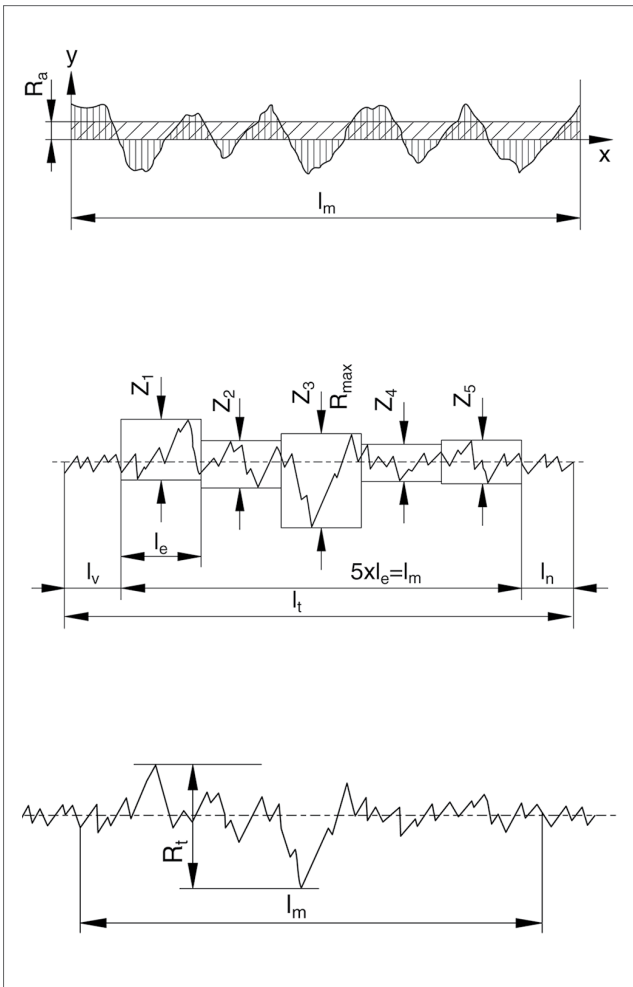 y
Rₐ
x
lₘ
Z₁
Z₂
Z₃
Rₘₐₓ
Z₄
Z₅
lₑ
lᵥ
5xlₑ=lₘ
lₙ
lₜ
Rₜ
lₘ